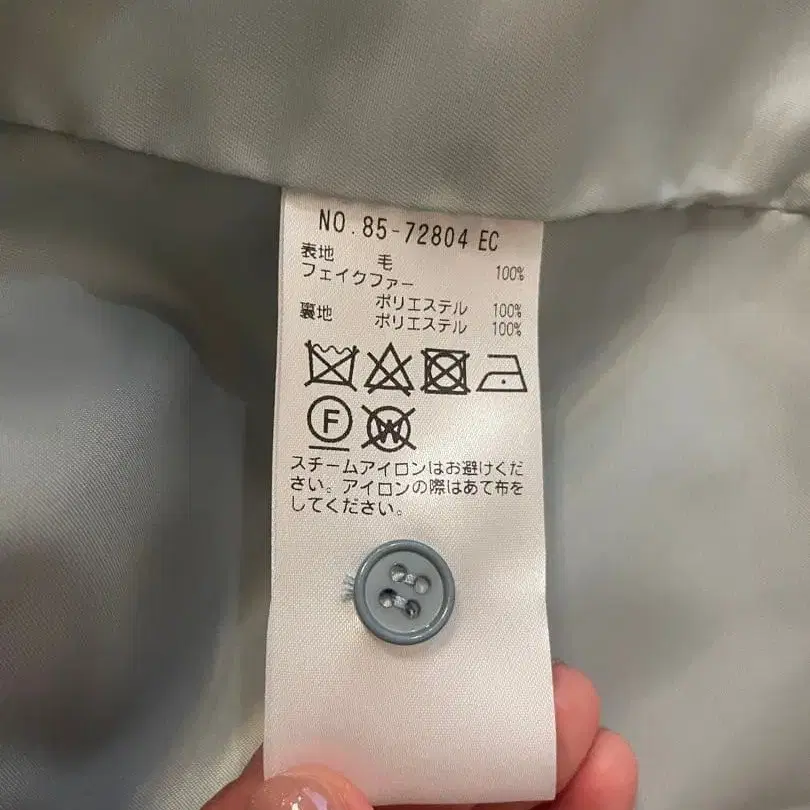 NO.85-72804 EC
表地 毛 100%
フェイクファー
ポリエステル 100%
裏地 ポリエステル 100%
F W
スチームアイロンはお避けくだ
さい。アイロンの際はあて布を
してください。